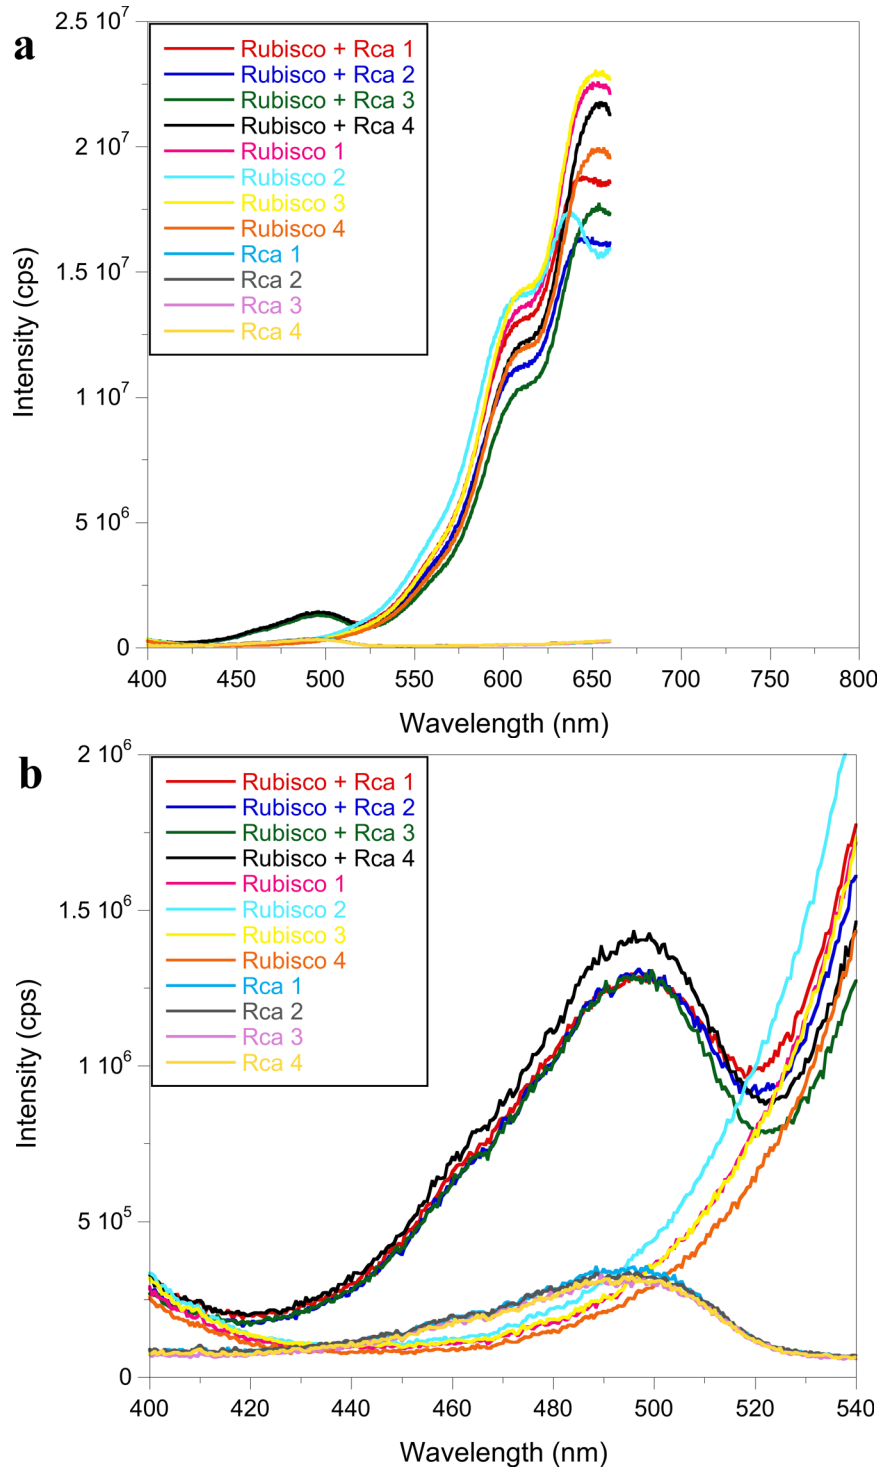 a
2.5 10⁷
2 10⁷
1.5 10⁷
1 10⁷
5 10⁶
0
Intensity (cps)
Rubisco + Rca 1
Rubisco + Rca 2
Rubisco + Rca 3
Rubisco + Rca 4
Rubisco 1
Rubisco 2
Rubisco 3
Rubisco 4
Rca 1
Rca 2
Rca 3
Rca 4
400 450 500 550 600 650 700 750 800
Wavelength (nm)
b
2 10⁶
1.5 10⁶
1 10⁶
5 10⁵
0
Intensity (cps)
Rubisco + Rca 1
Rubisco + Rca 2
Rubisco + Rca 3
Rubisco + Rca 4
Rubisco 1
Rubisco 2
Rubisco 3
Rubisco 4
Rca 1
Rca 2
Rca 3
Rca 4
400 420 440 460 480 500 520 540
Wavelength (nm)